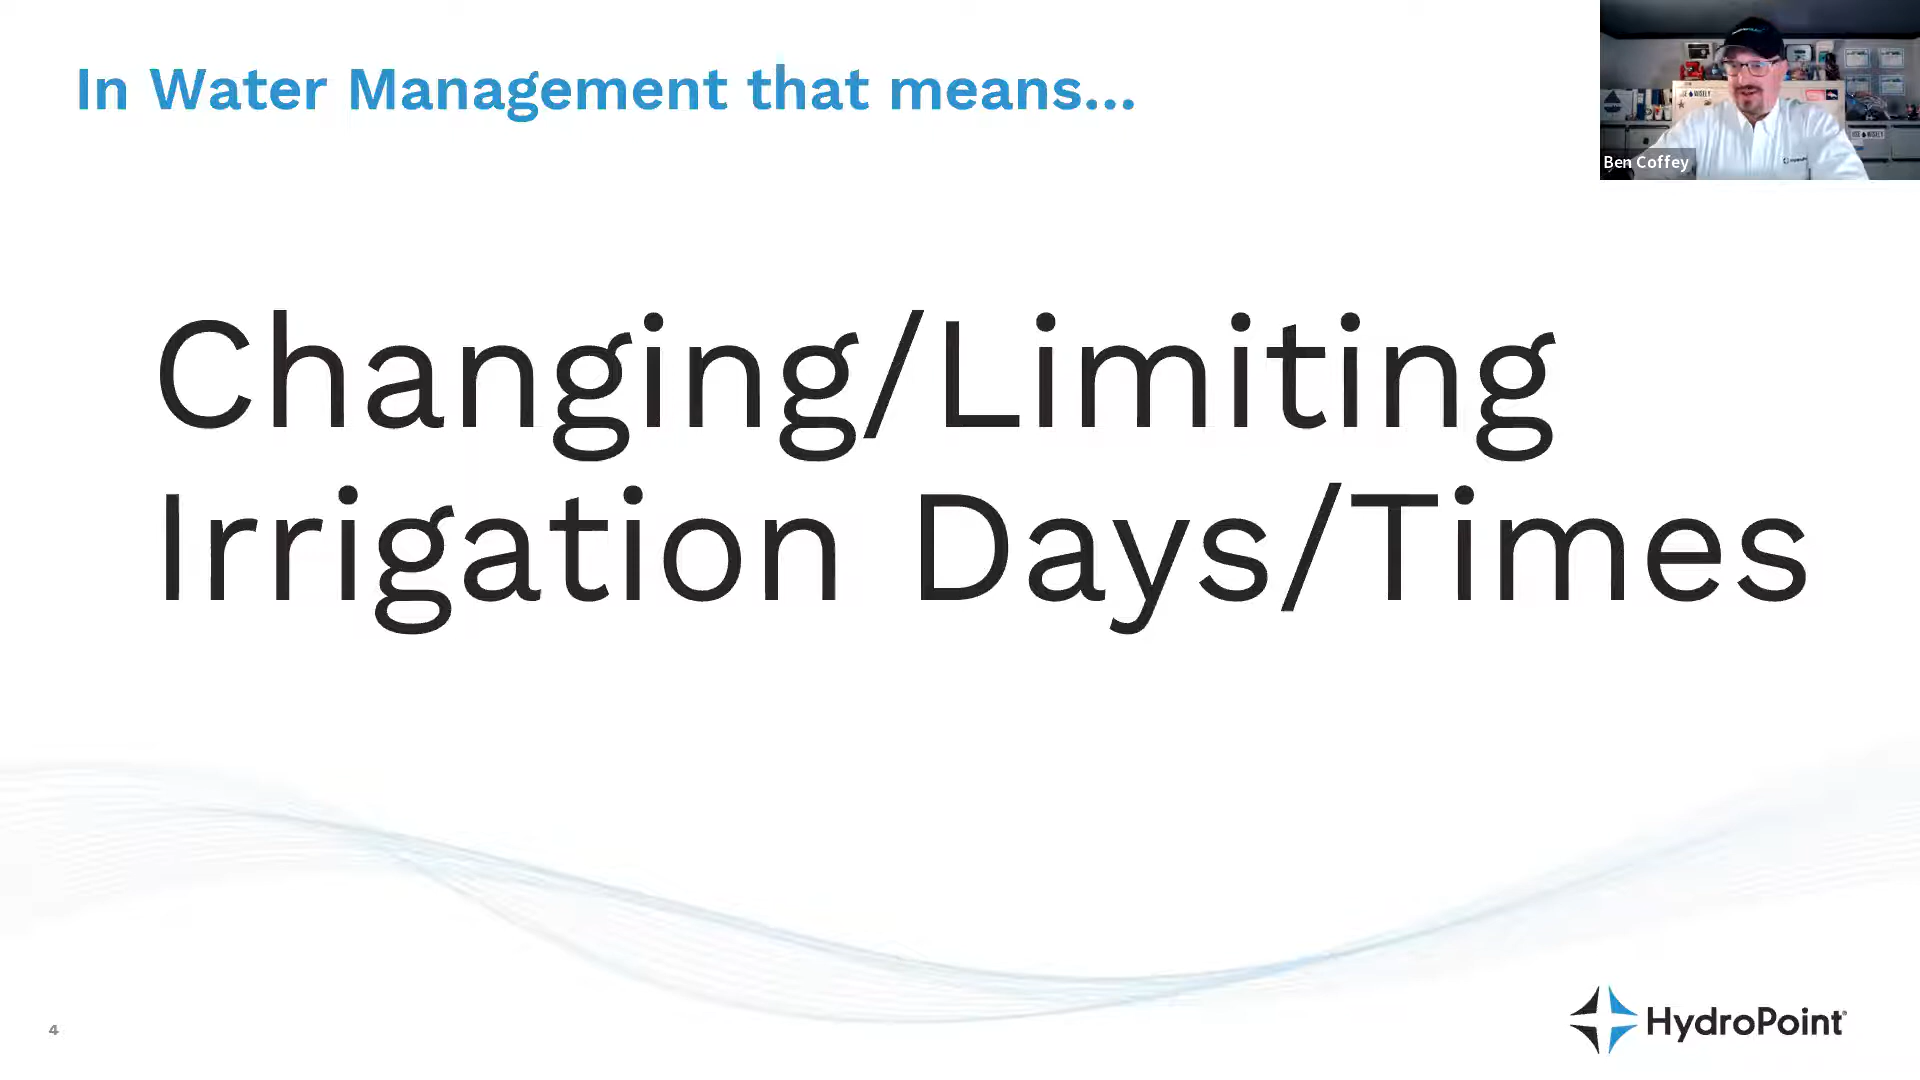 In Water Management that means...
Ben Coffey
Changing/Limiting
Irrigation Days/Times
4
HydroPoint